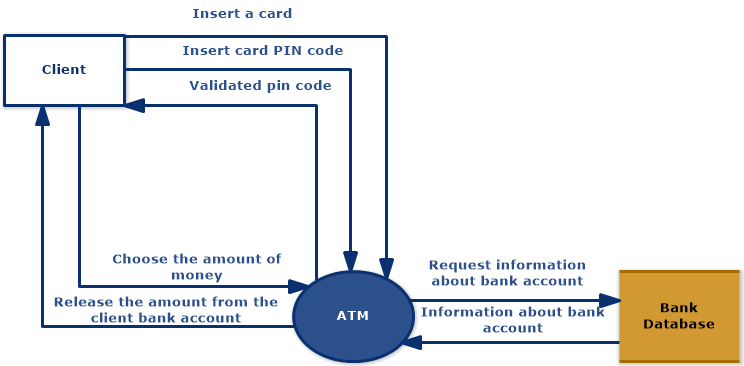 Insert a card
Insert card PIN code
Client
Validated pin code
Choose the amount of
money
Request information
about bank account
Release the amount from the
client bank account
ATM
Information about bank
account
Bank
Database